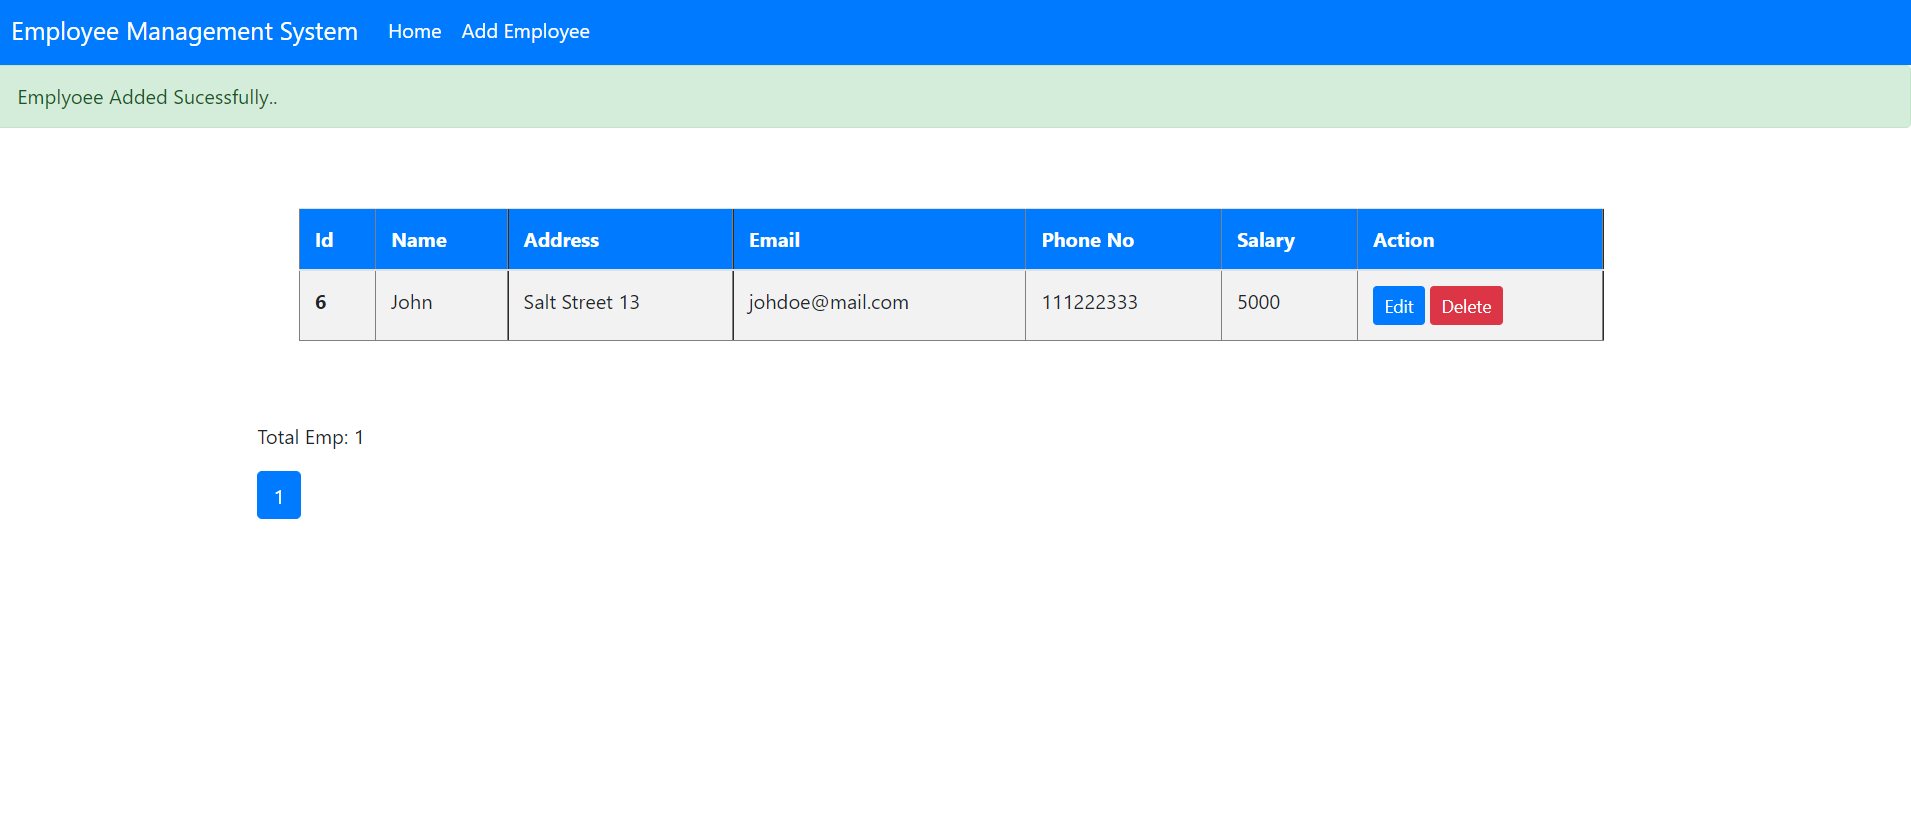 Employee Management System Home Add Employee
Emplyoee Added Sucessfully..
Id Name Address Email Phone No Salary Action
6 John Salt Street 13 johdoe@mail.com 111222333 5000 Edit Delete
Total Emp: 1
1